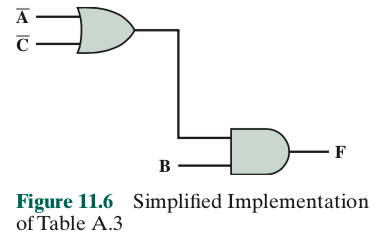 A̅
C̅
B
F
Figure 11.6 Simplified Implementation
of Table A.3